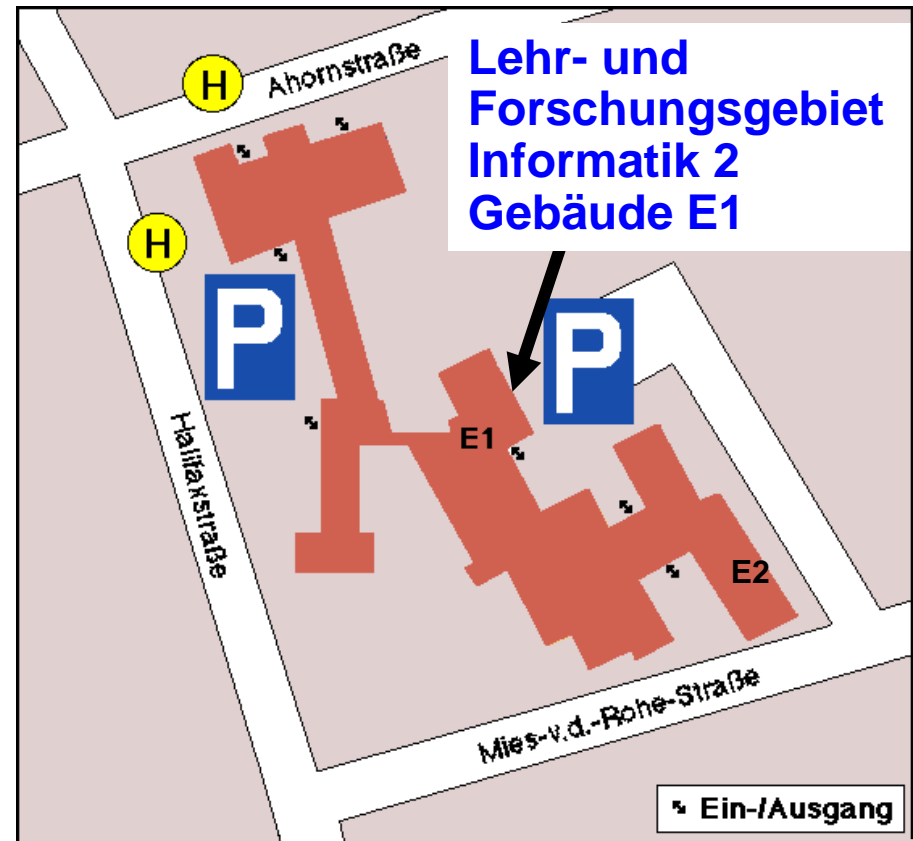 H
Ahornstraße
Lehr- und
Forschungsgebiet
Informatik 2
Gebäude E1
H
P
P
Halifaxstraße
E1
E2
Mies-v.d.-Rohe-Straße
Ein-/Ausgang